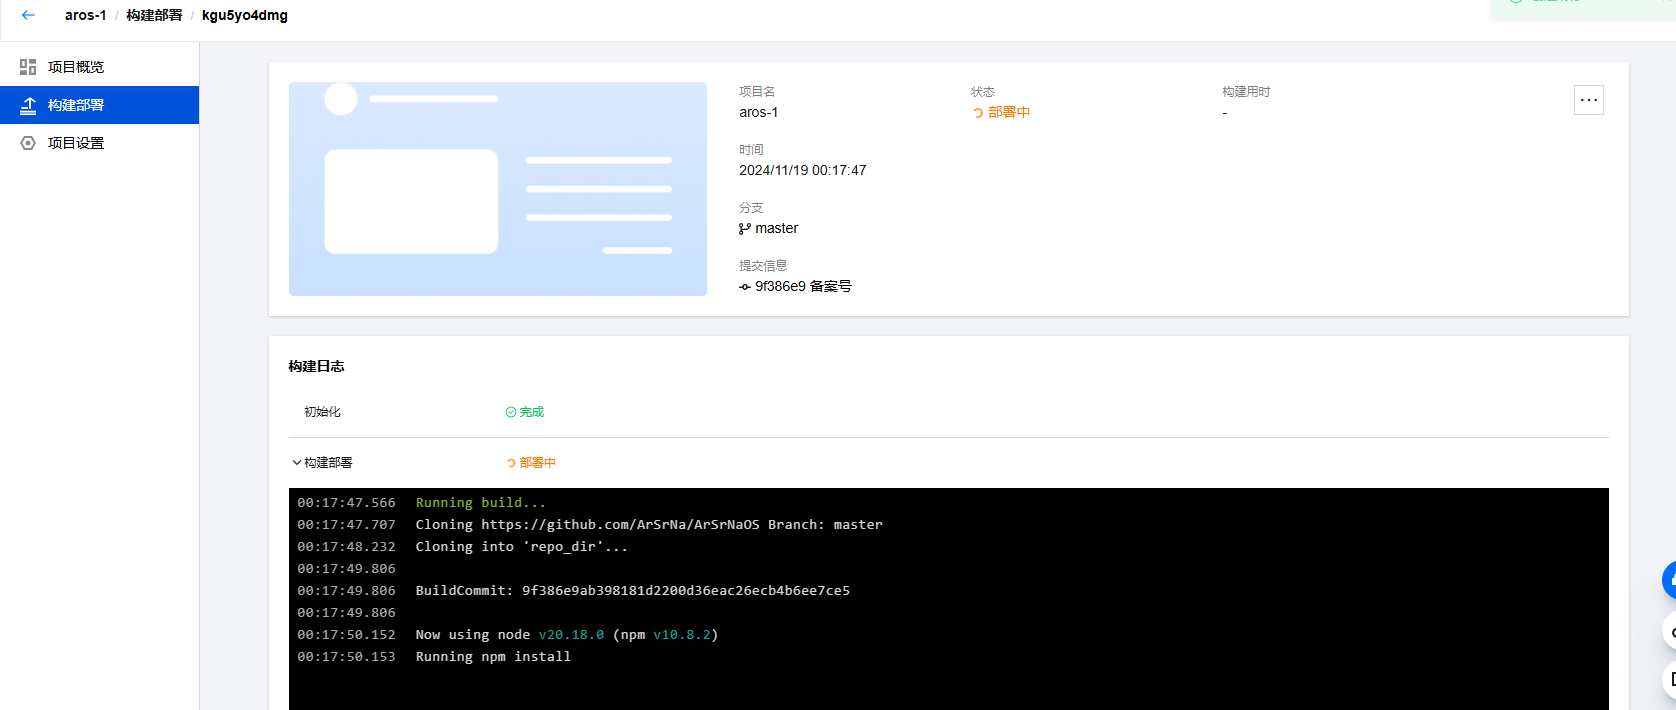 aros-1 / 构建部署 / kgu5yo4dmg
项目概览
构建部署
项目设置
项目名
aros-1
状态
部署中
构建用时
-
时间
2024/11/19 00:17:47
分支
master
提交信息
9f386e9 备案号
构建日志
初始化 完成
构建部署 部署中
00:17:47.566 Running build...
00:17:47.707 Cloning https://github.com/ArSrNa/ArSrNaOS Branch: master
00:17:48.232 Cloning into 'repo_dir'...
00:17:49.806
00:17:49.806 BuildCommit: 9f386e9ab398181d2200d36eac26ecb4b6ee7ce5
00:17:49.806
00:17:50.152 Now using node v20.18.0 (npm v10.8.2)
00:17:50.153 Running npm install